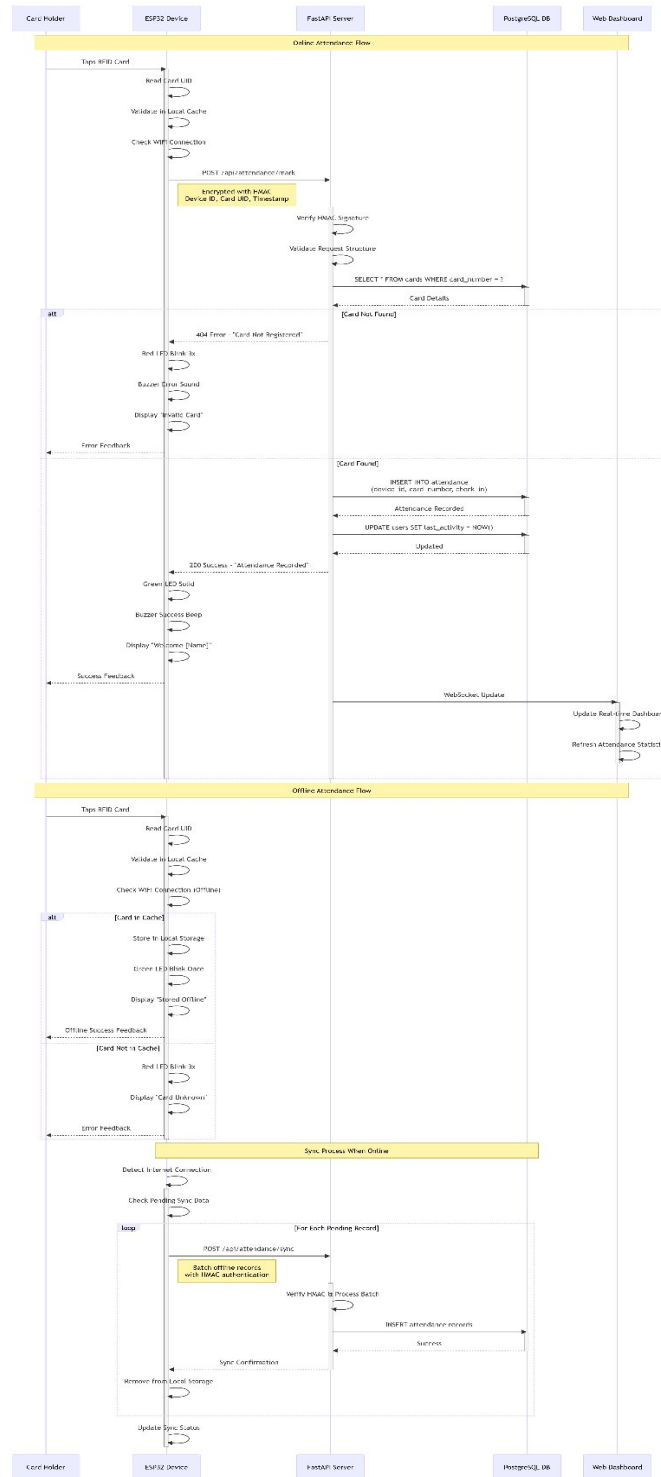 Card Holder
ESP32 Device
FastAPI Server
PostgreSQL DB
Web Dashboard
Online Attendance Flow
Taps RFID Card
Read Card UID
Validate in Local Cache
Check WiFi Connection
POST /api/attendance/mark
Encrypted with HMAC
Device ID, Card UID, Timestamp
Verify HMAC Signature
Validate Request Structure
SELECT * FROM cards WHERE card_number = ?
Card Details
alt
[Card Not Found]
404 Error - "Card Not Registered"
Red LED Blink 3x
Buzzer Error Sound
Display "Invalid Card"
Error Feedback
[Card Found]
INSERT INTO attendance
(device_id, card_number, check_in)
Attendance Recorded
UPDATE users SET last_activity = NOW()
Updated
200 Success - "Attendance Recorded"
Green LED Solid
Buzzer Success Beep
Display "Welcome [Name]"
Success Feedback
WebSocket Update
Update Real-time Dashboar
Refresh Attendance Statisti
Offline Attendance Flow
Taps RFID Card
Read Card UID
Validate in Local Cache
Check WiFi Connection (Offline)
alt
[Card in Cache]
Store in Local Storage
Green LED Blink Once
Display "Stored Offline"
Offline Success Feedback
[Card Not in Cache]
Red LED Blink 3x
Display "Card Unknown"
Error Feedback
Sync Process When Online
Detect Internet Connection
Check Pending Sync Data
loop
[For Each Pending Record]
POST /api/attendance/sync
Batch offline records
with HMAC authentication
Verify HMAC & Process Batch
INSERT attendance records
Success
Sync Confirmation
Remove from Local Storage
Update Sync Status
Card Holder
ESP32 Device
FastAPI Server
PostgreSQL DB
Web Dashboard